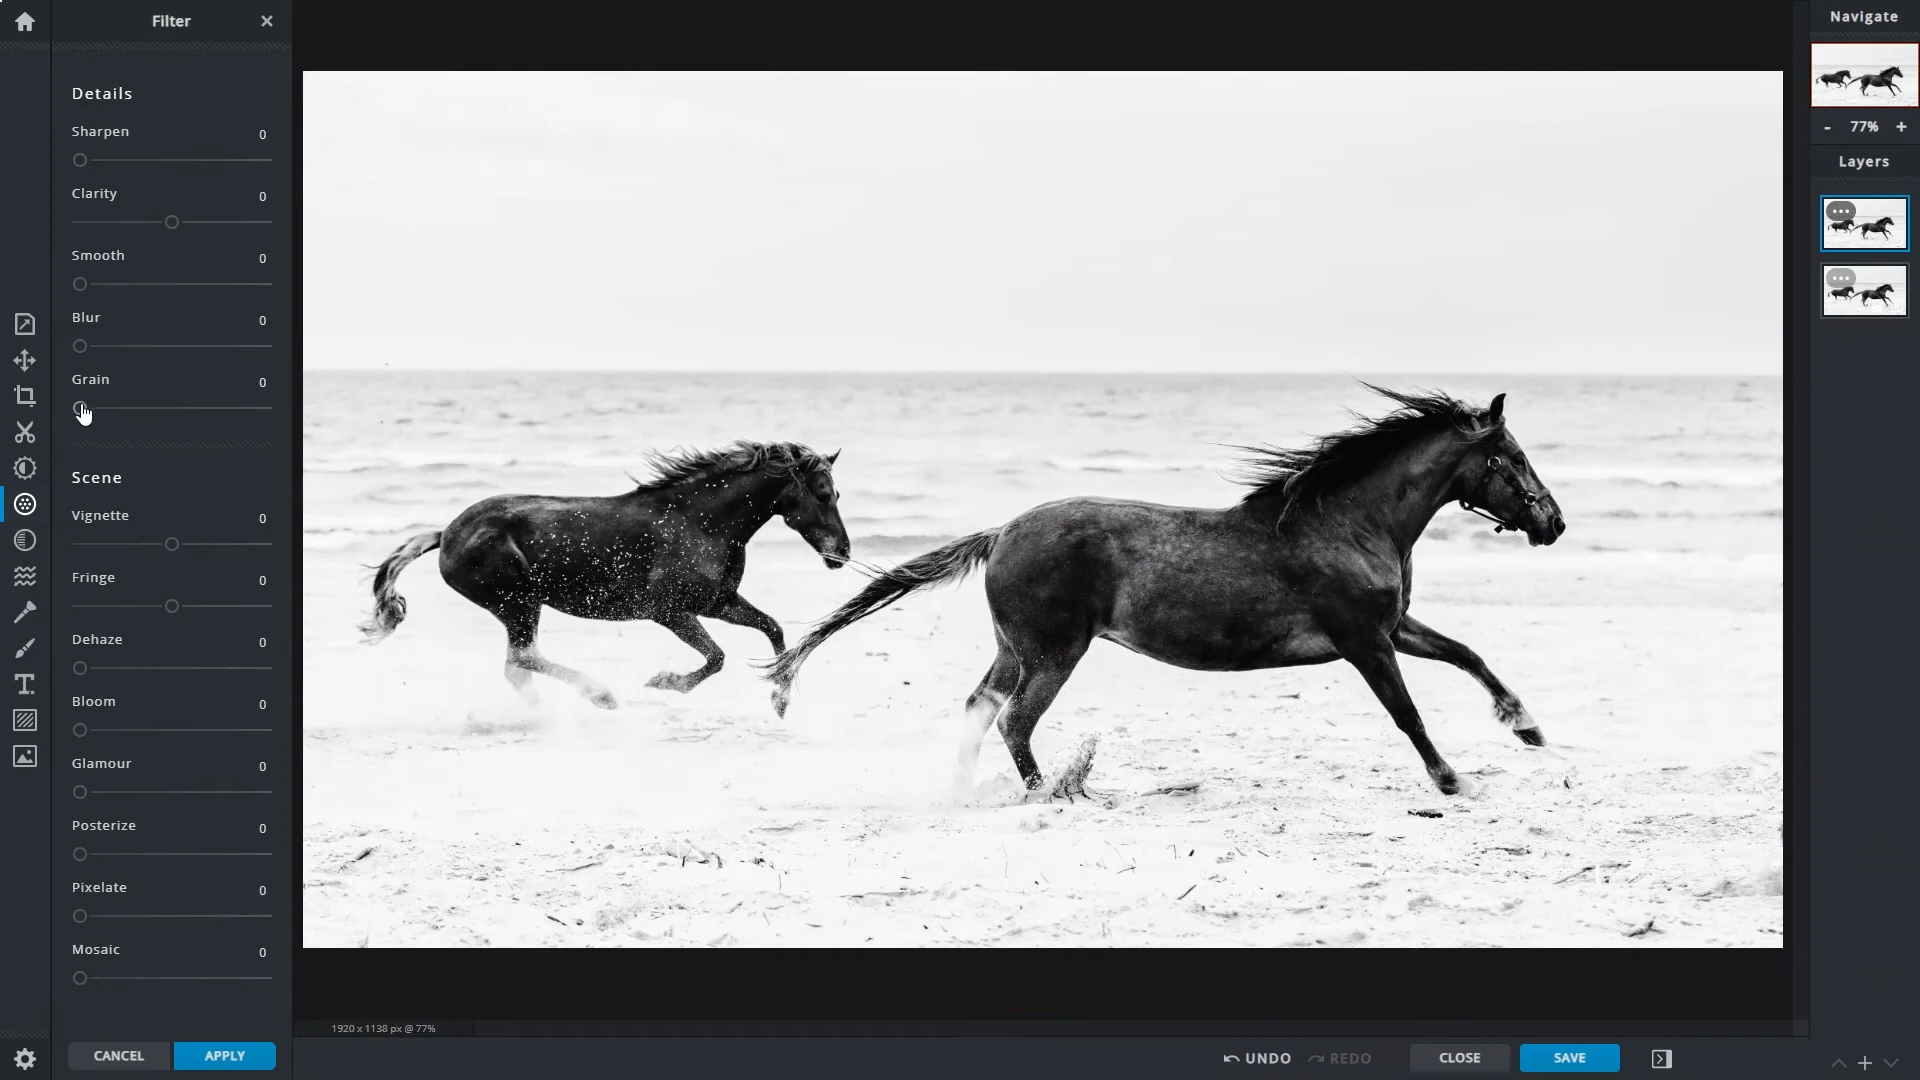 Filter
Details
Sharpen 0
Clarity 0
Smooth 0
Blur 0
Grain 0
Scene
Vignette 0
Fringe 0
Dehaze 0
Bloom 0
Glamour 0
Posterize 0
Pixelate 0
Mosaic 0
CANCEL APPLY
1920 x 1138 px @ 77%
UNDO REDO CLOSE SAVE
Navigate
- 77% +
Layers